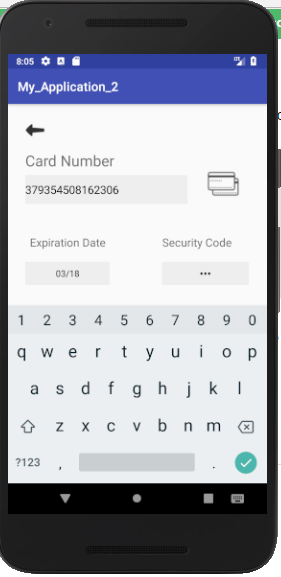 8:05
My_Application_2
Card Number
379354508162306
Expiration Date Security Code
03/18 •••
1 2 3 4 5 6 7 8 9 0
q w e r t y u i o p
a s d f g h j k l
z x c v b n m
?123 , .